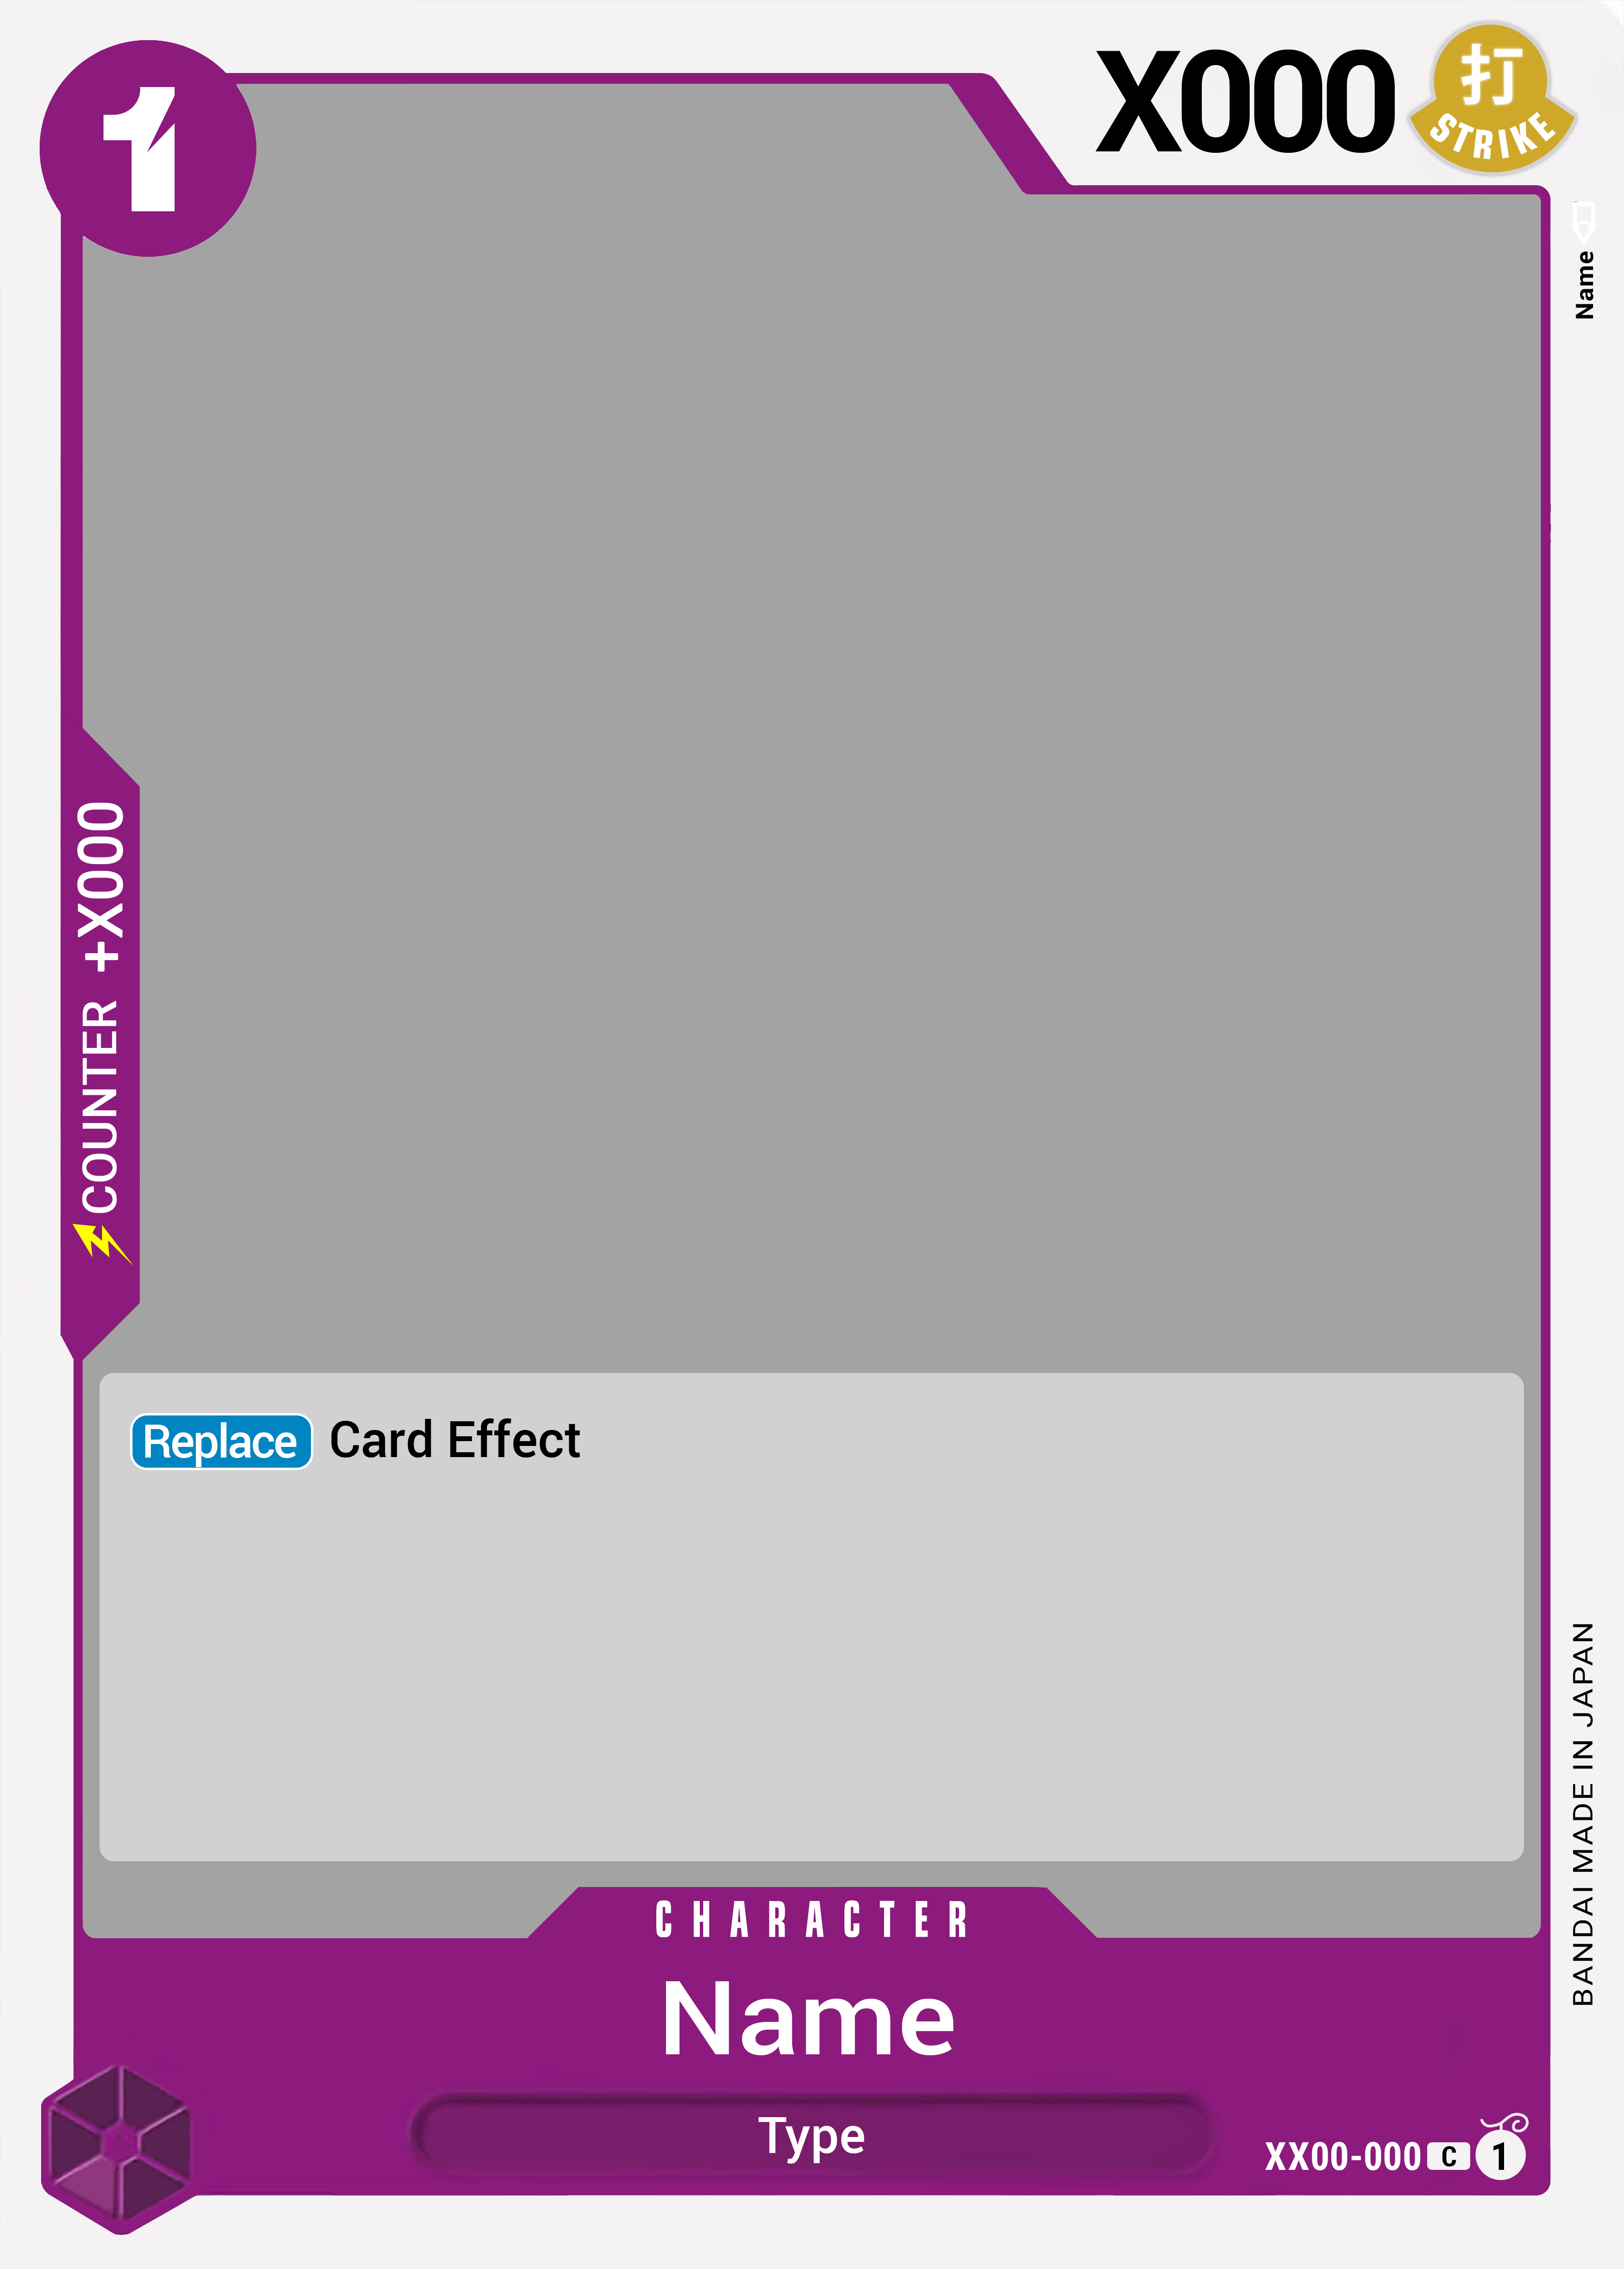 1
X000
打
STRIKE
Name
COUNTER +X000
Replace Card Effect
BANDAI MADE IN JAPAN
CHARACTER
Name
Type
XX00-000 C 1